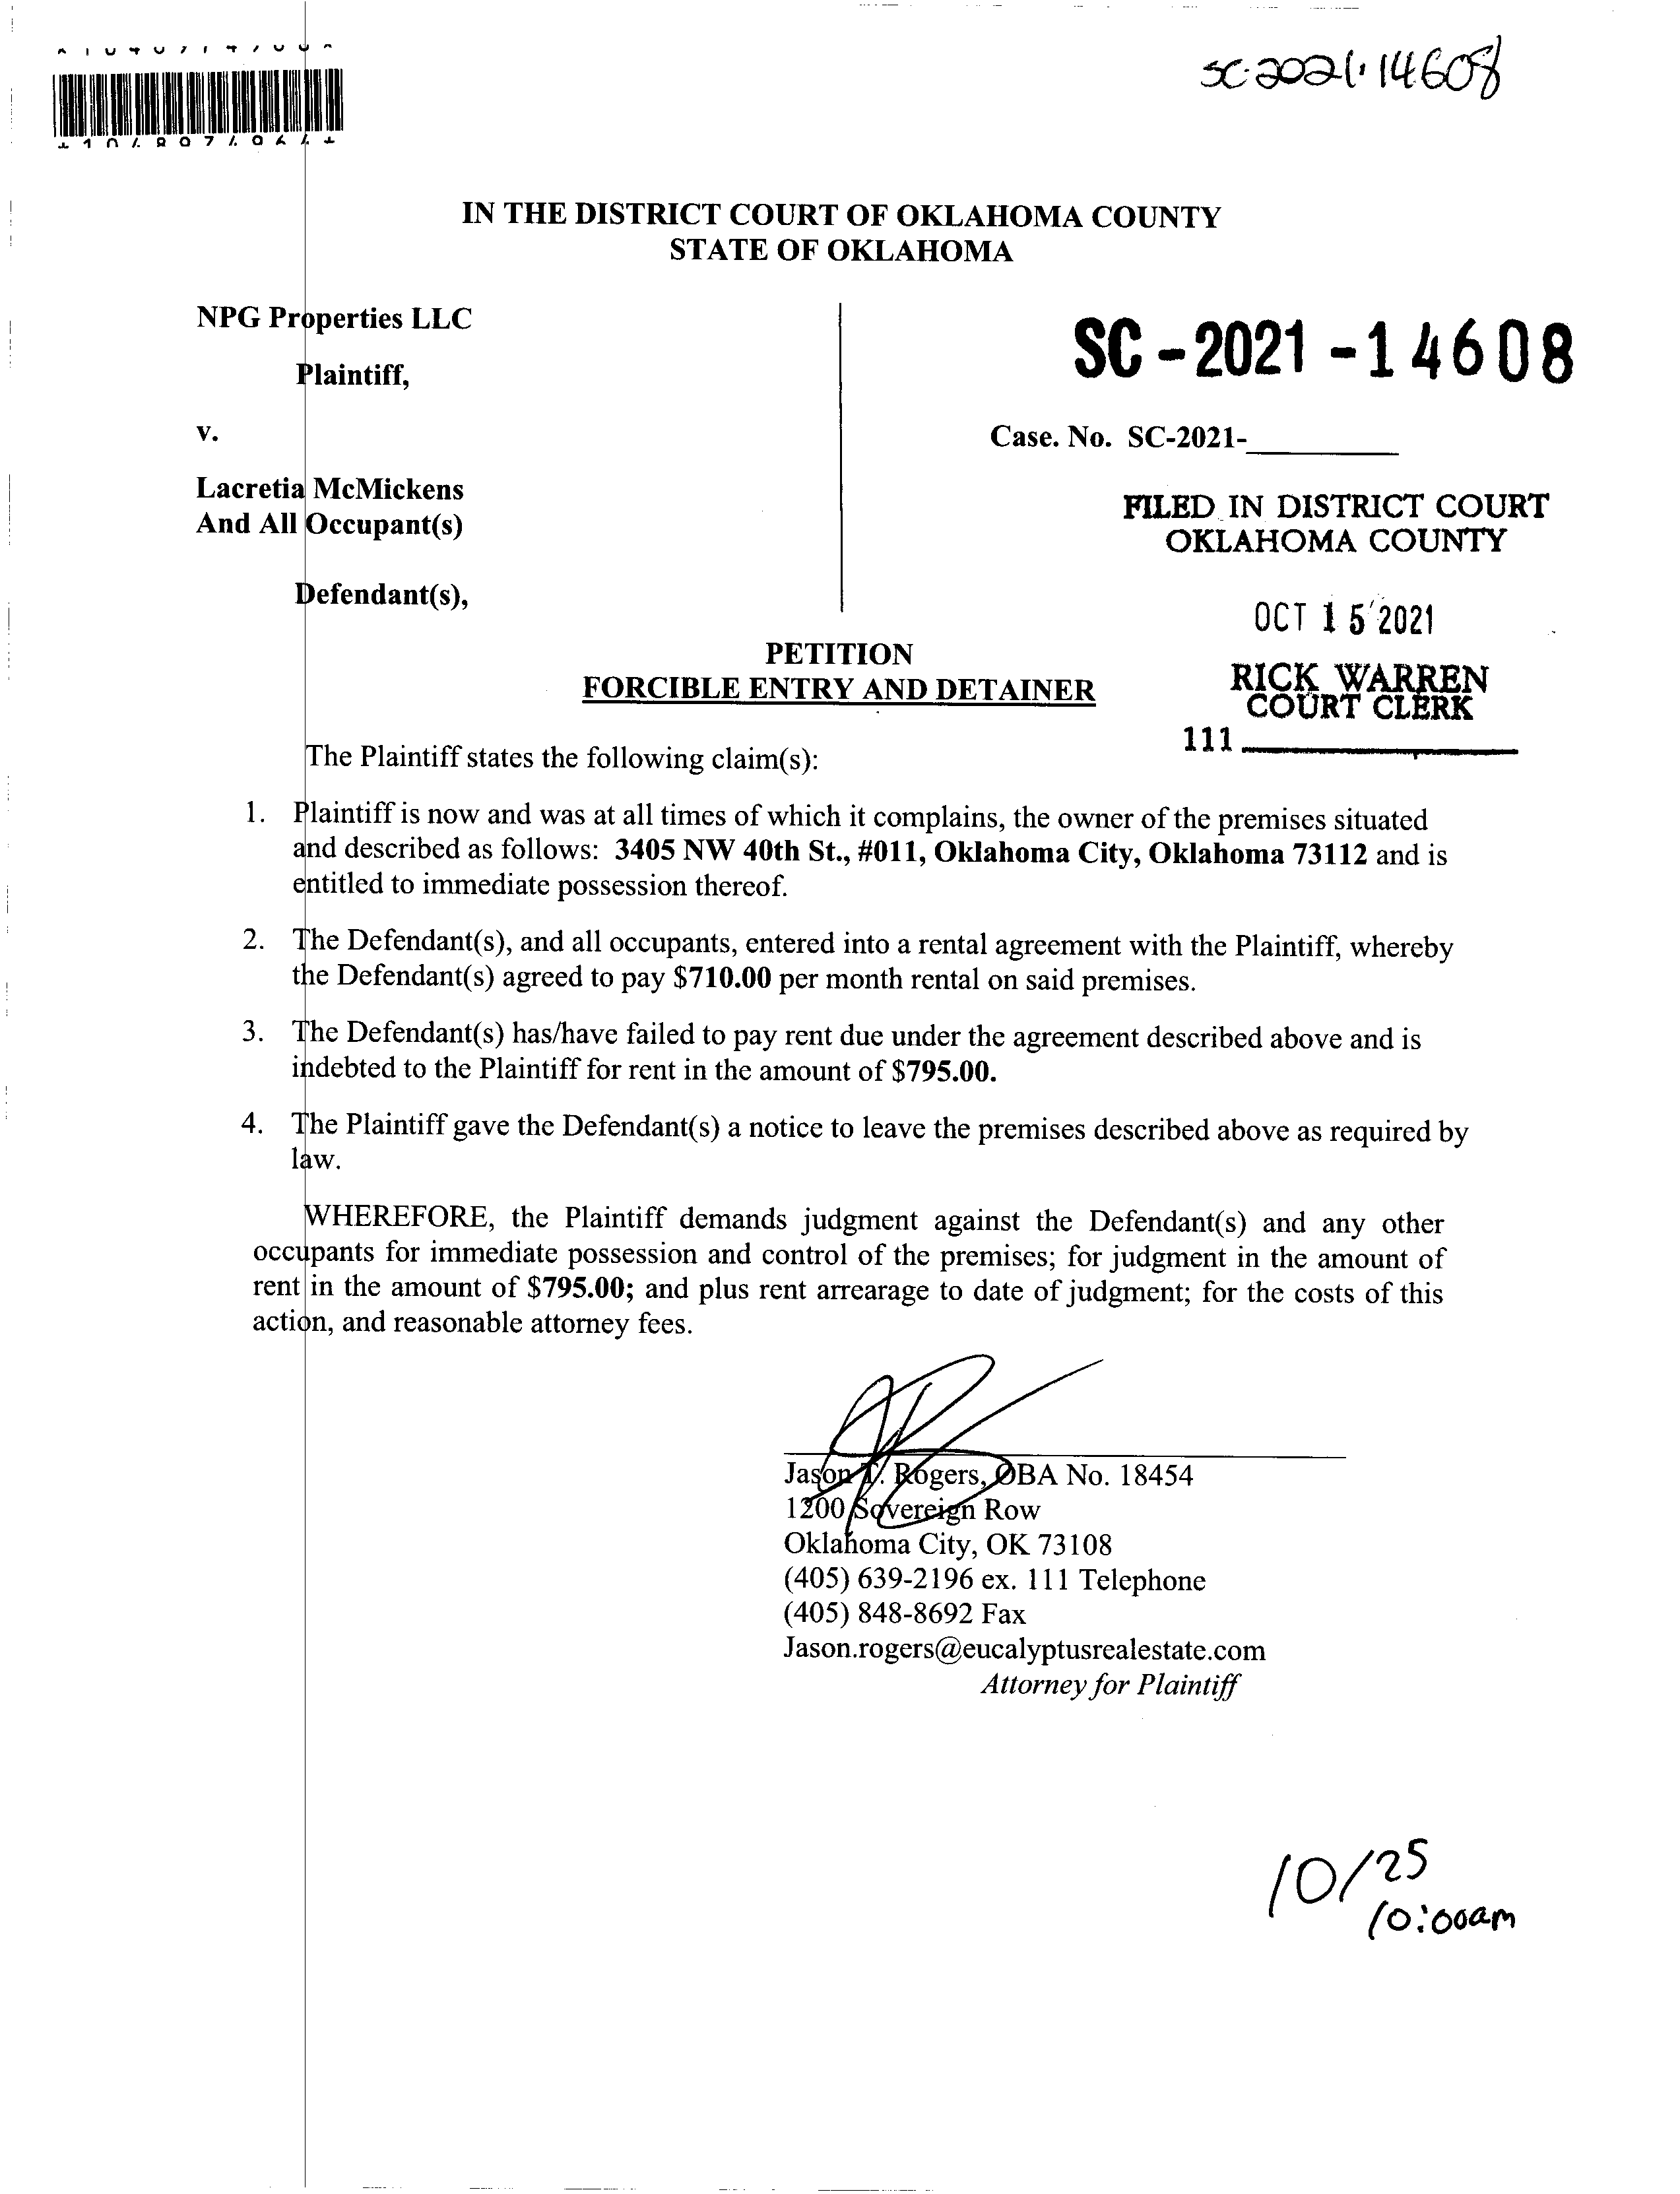 SC-2021-14608
IN THE DISTRICT COURT OF OKLAHOMA COUNTY
STATE OF OKLAHOMA
NPG Properties LLC
Plaintiff,
v.
Lacretia McMickens
And All Occupant(s)
Defendant(s),
SC-2021-14608
Case. No. SC-2021-________
FILED IN DISTRICT COURT
OKLAHOMA COUNTY
OCT 15 2021
RICK WARREN
COURT CLERK
111 ________
PETITION
FORCIBLE ENTRY AND DETAINER
The Plaintiff states the following claim(s):
1. Plaintiff is now and was at all times of which it complains, the owner of the premises situated
and described as follows: 3405 NW 40th St., #011, Oklahoma City, Oklahoma 73112 and is
entitled to immediate possession thereof.
2. The Defendant(s), and all occupants, entered into a rental agreement with the Plaintiff, whereby
the Defendant(s) agreed to pay $710.00 per month rental on said premises.
3. The Defendant(s) has/have failed to pay rent due under the agreement described above and is
indebted to the Plaintiff for rent in the amount of $795.00.
4. The Plaintiff gave the Defendant(s) a notice to leave the premises described above as required by
law.
WHEREFORE, the Plaintiff demands judgment against the Defendant(s) and any other
occupants for immediate possession and control of the premises; for judgment in the amount of
rent in the amount of $795.00; and plus rent arrearage to date of judgment; for the costs of this
action, and reasonable attorney fees.
Jason T. Rogers, OBA No. 18454
1200 Sovereign Row
Oklahoma City, OK 73108
(405) 639-2196 ex. 111 Telephone
(405) 848-8692 Fax
Jason.rogers@eucalyptusrealestate.com
Attorney for Plaintiff
10/25
10:00am